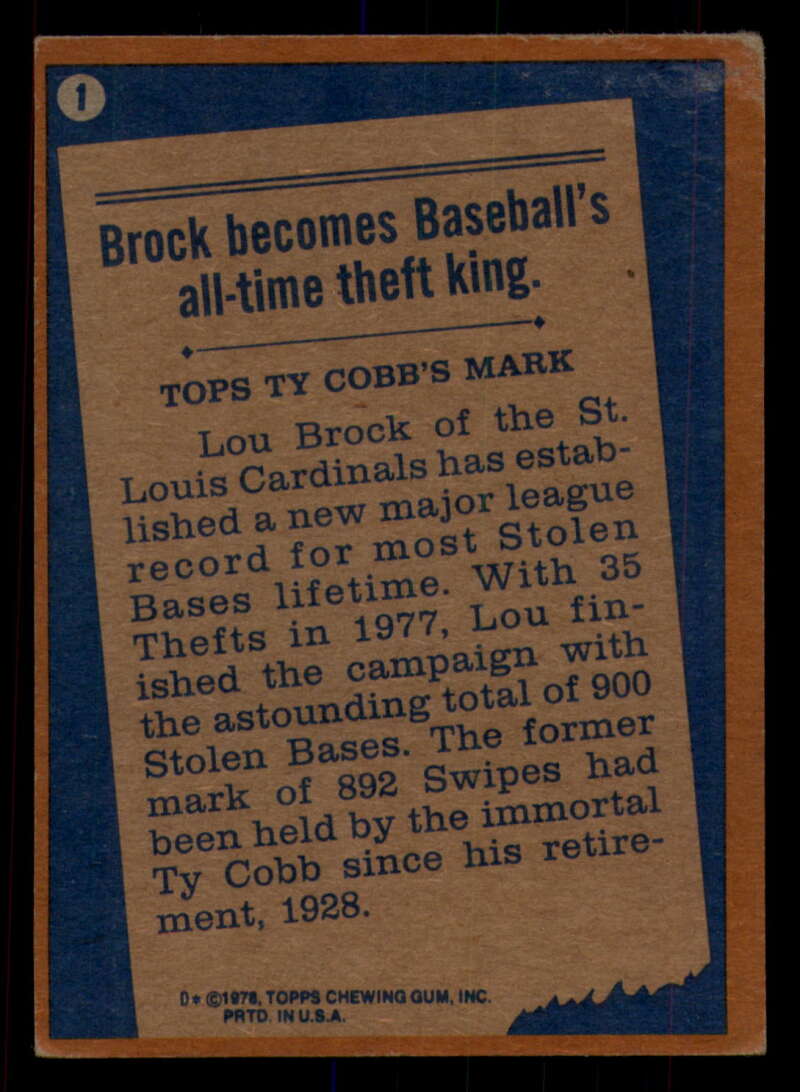 1
Brock becomes Baseball's
all-time theft king.
TOPS TY COBB'S MARK
Lou Brock of the St.
Louis Cardinals has estab-
lished a new major league
record for most Stolen
Bases lifetime. With 35
Thefts in 1977, Lou fin-
ished the campaign with
the astounding total of 900
Stolen Bases. The former
mark of 892 Swipes had
been held by the immortal
Ty Cobb since his retire-
ment, 1928.
D* ©1978, TOPPS CHEWING GUM, INC.
PRTD. IN U.S.A.